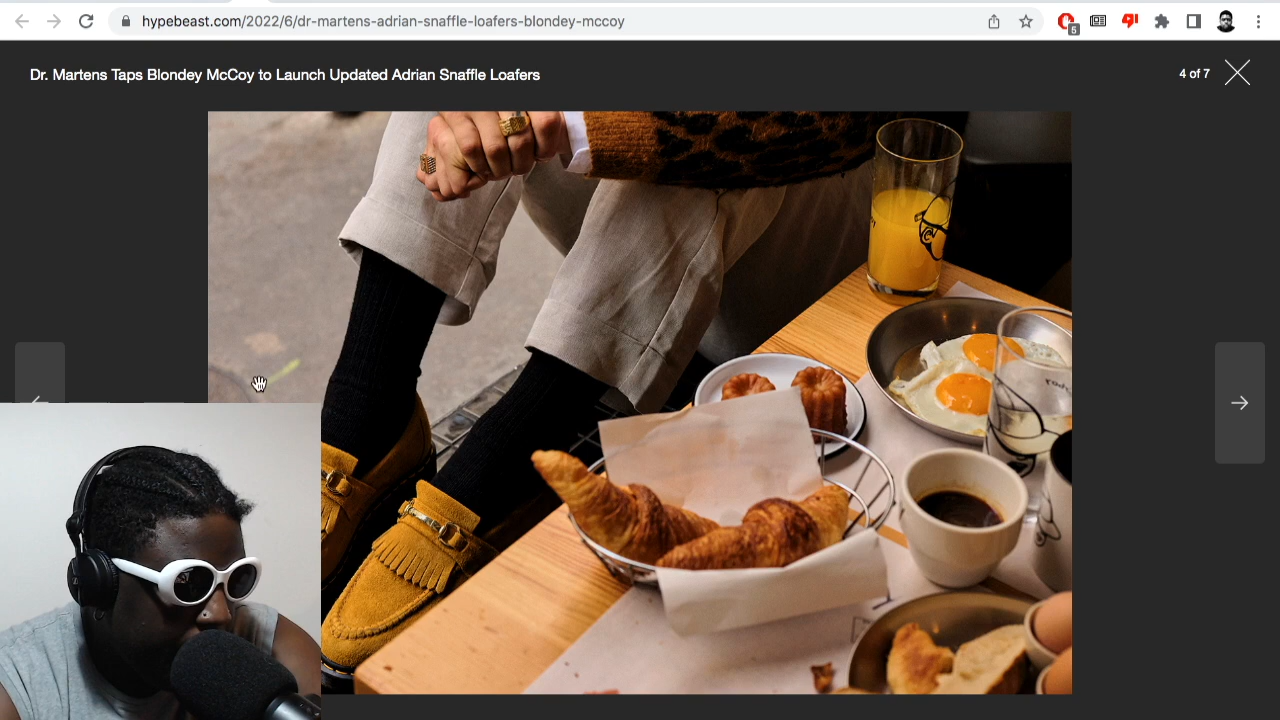 hypebeast.com/2022/6/dr-martens-adrian-snaffle-loafers-blondey-mccoy
5
Dr. Martens Taps Blondey McCoy to Launch Updated Adrian Snaffle Loafers
4 of 7